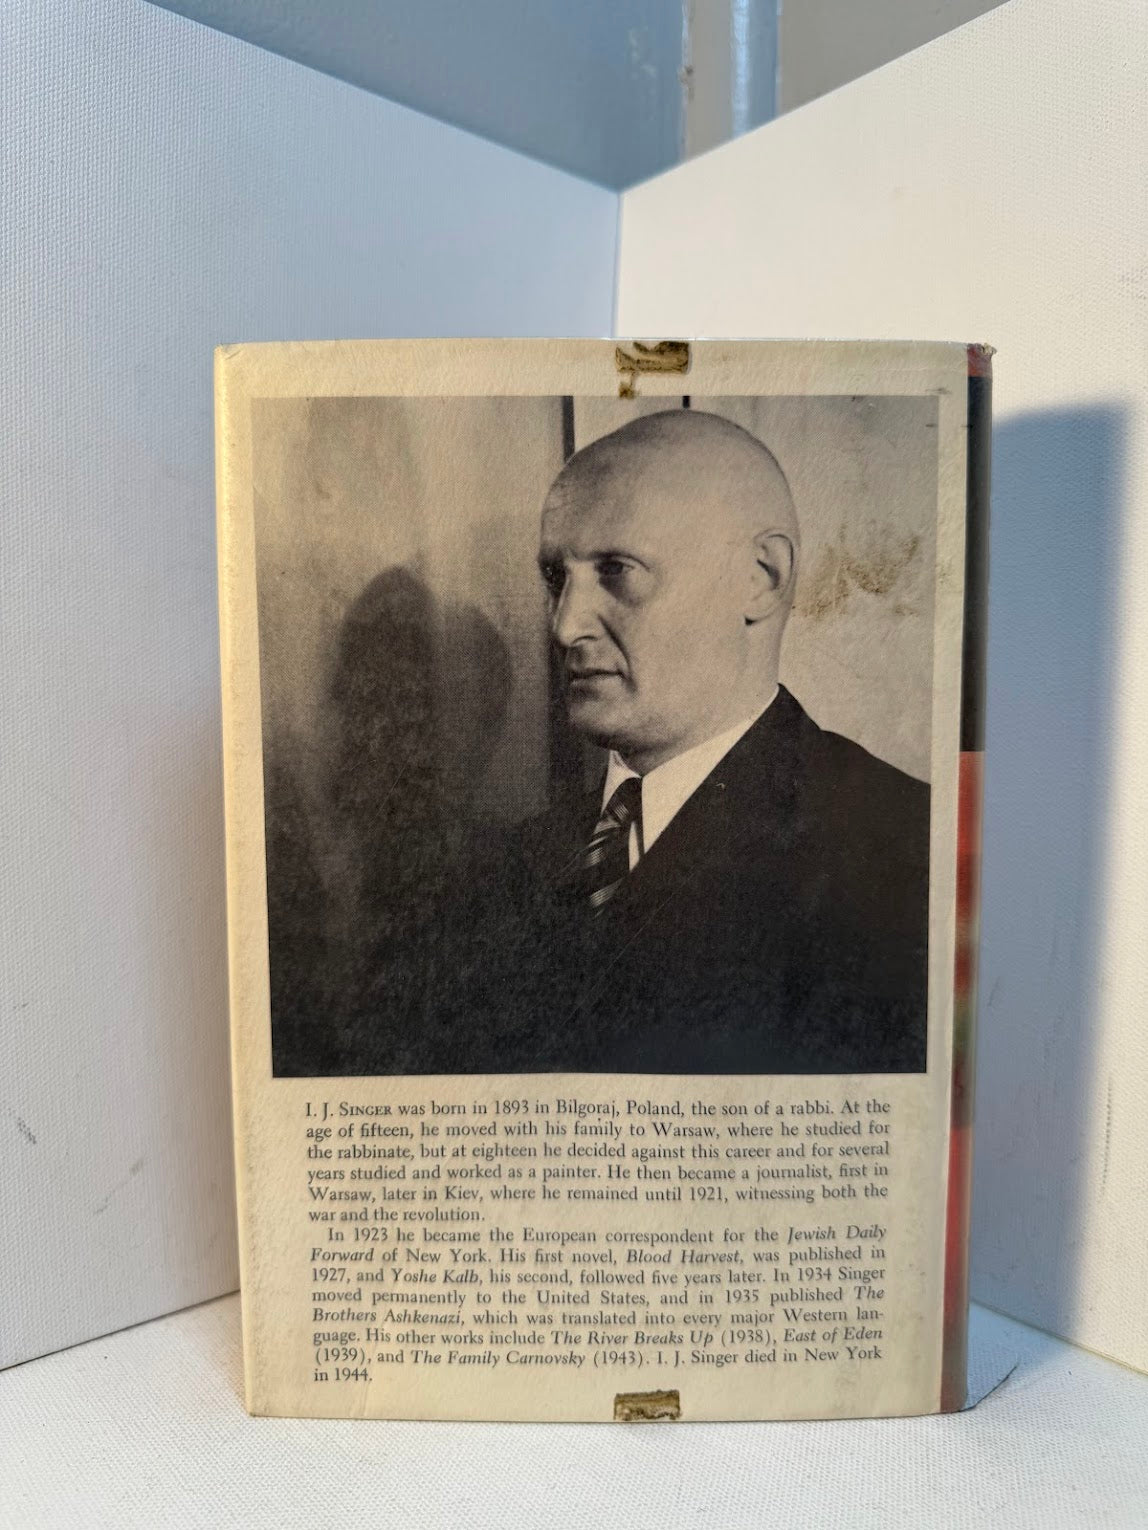 I. J. SINGER was born in 1893 in Bilgoraj, Poland, the son of a rabbi. At the
age of fifteen, he moved with his family to Warsaw, where he studied for
the rabbinate, but at eighteen he decided against this career and for several
years studied and worked as a painter. He then became a journalist, first in
Warsaw, later in Kiev, where he remained until 1921, witnessing both the
war and the revolution.
In 1923 he became the European correspondent for the Jewish Daily
Forward of New York. His first novel, Blood Harvest, was published in
1927, and Yoshe Kalb, his second, followed five years later. In 1934 Singer
moved permanently to the United States, and in 1935 published The
Brothers Ashkenazi, which was translated into every major Western lan-
guage. His other works include The River Breaks Up (1938), East of Eden
(1939), and The Family Carnovsky (1943). I. J. Singer died in New York
in 1944.